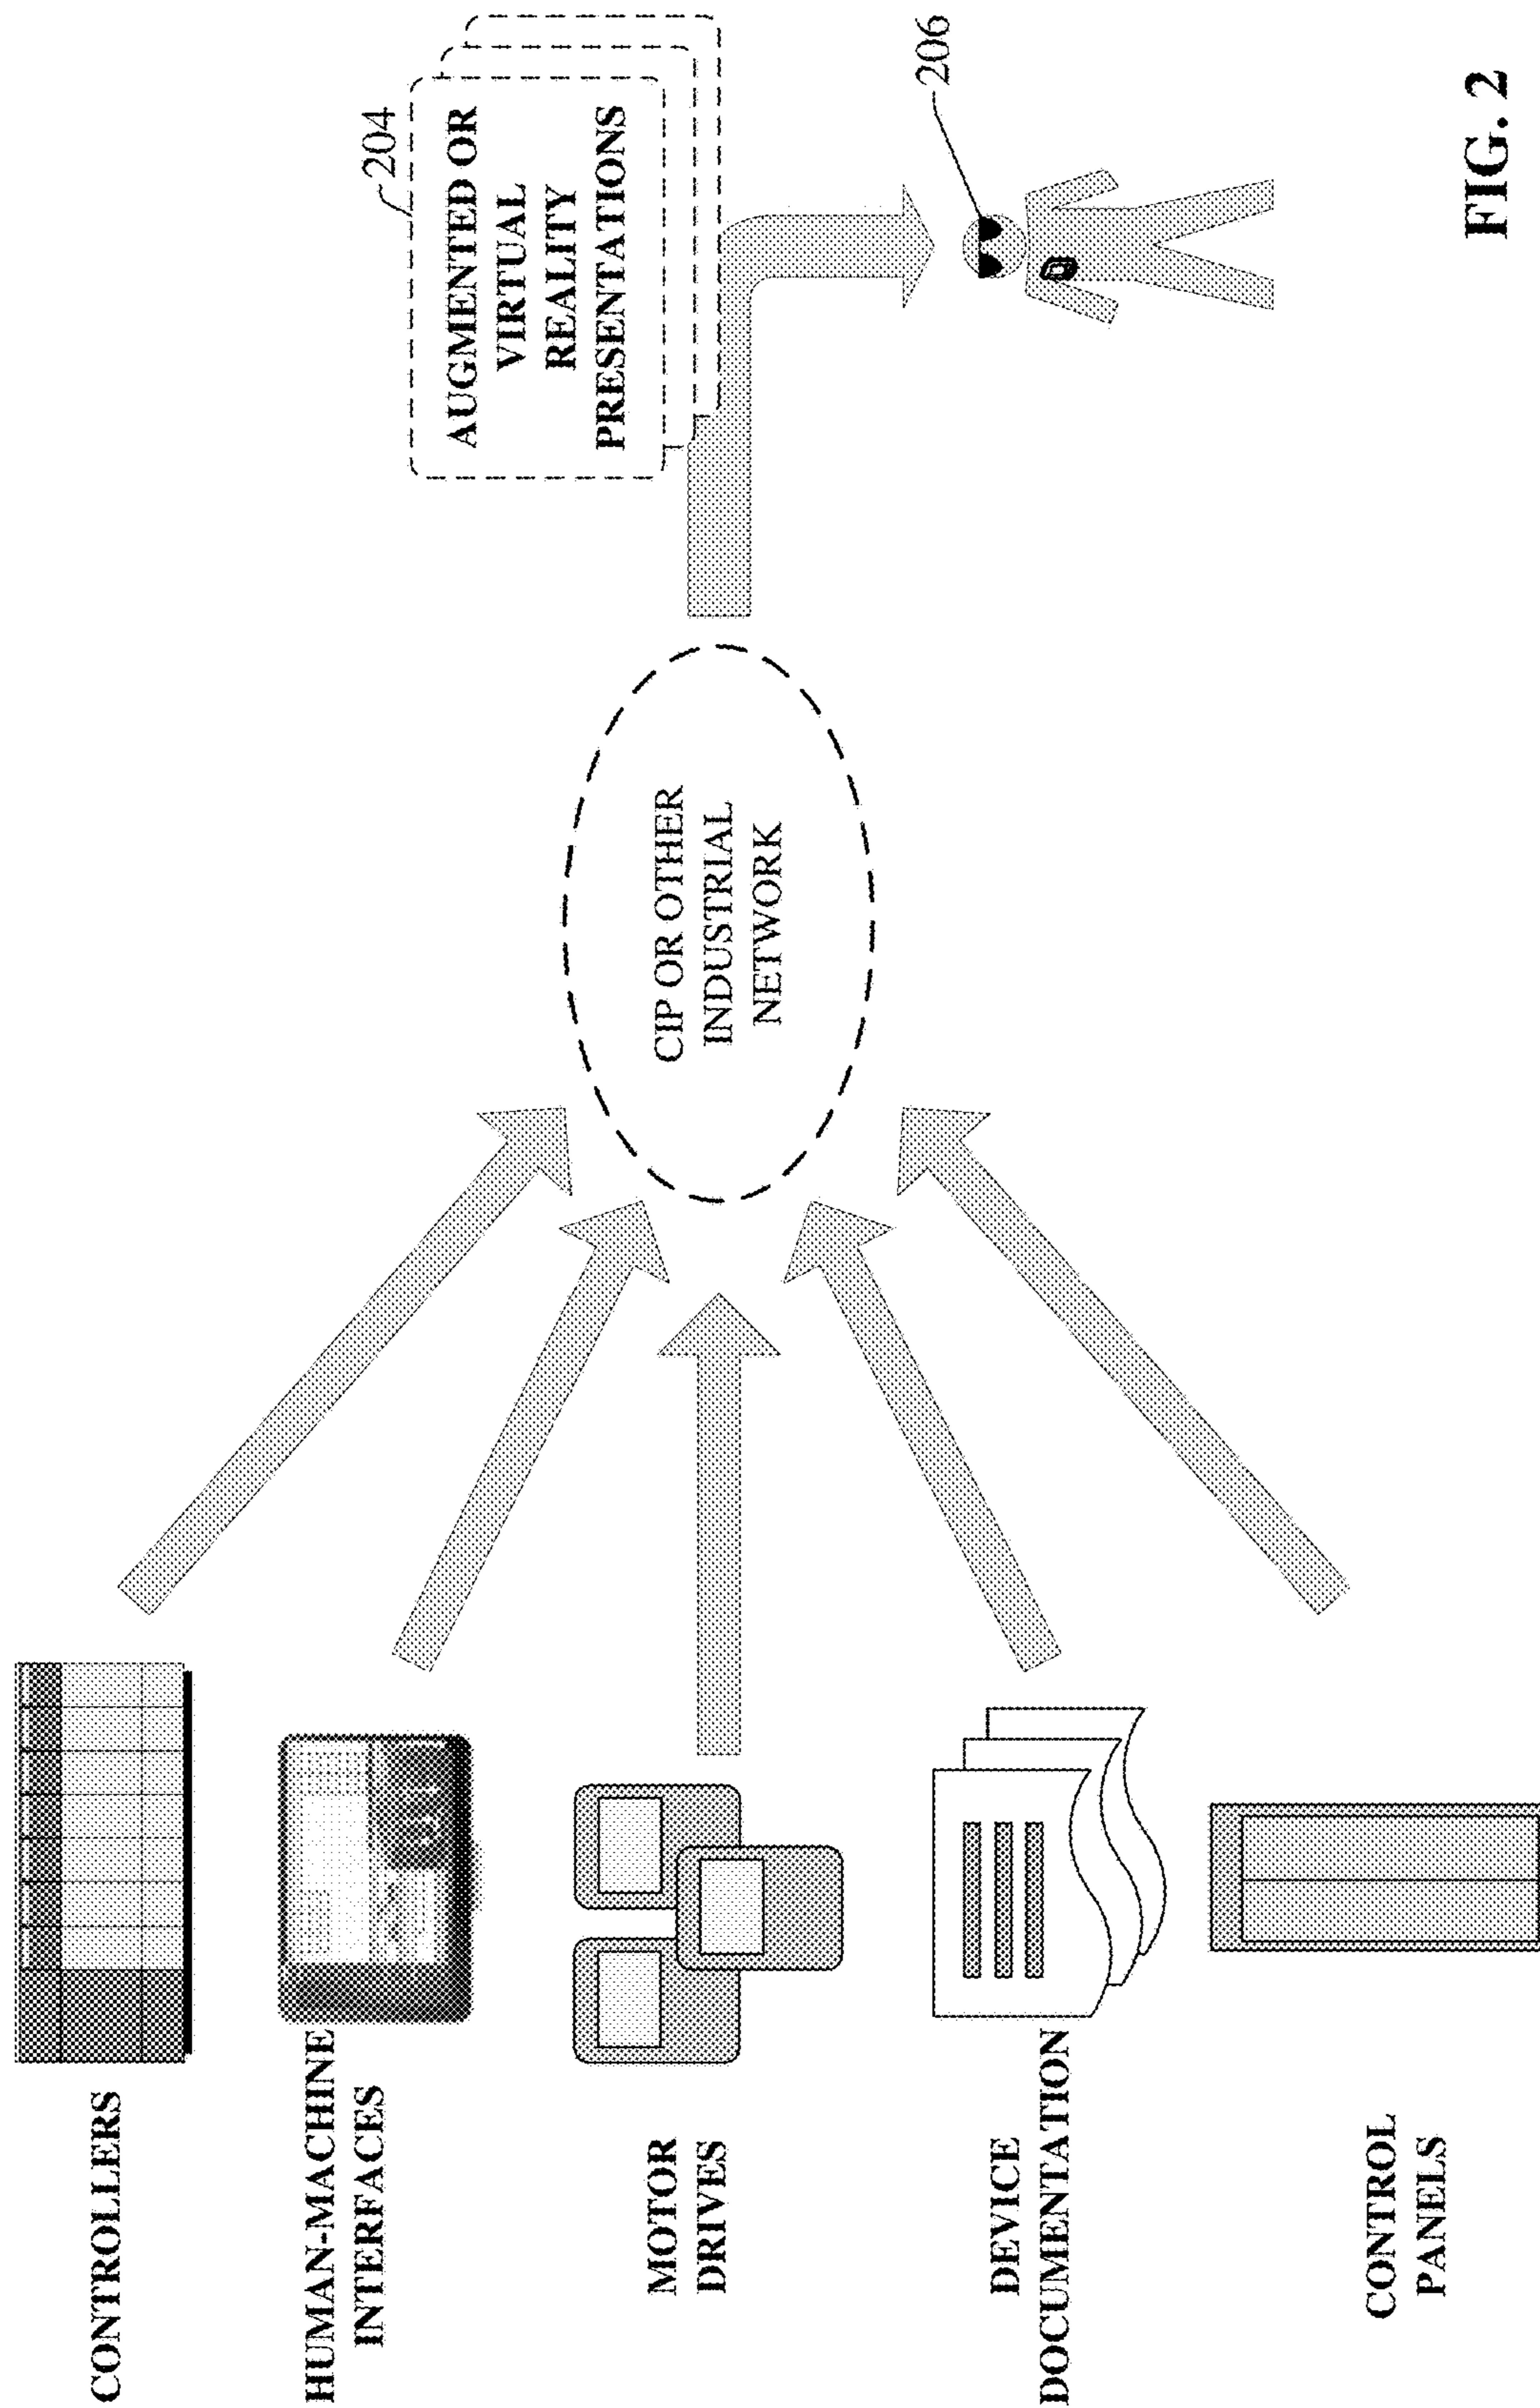 CONTROLLERS
HUMAN-MACHINE
INTERFACES
MOTOR
DRIVES
DEVICE
DOCUMENTATION
CONTROL
PANELS
CIP OR OTHER
INDUSTRIAL
NETWORK
204
AUGMENTED OR
VIRTUAL
REALITY
PRESENTATIONS
206
FIG. 2